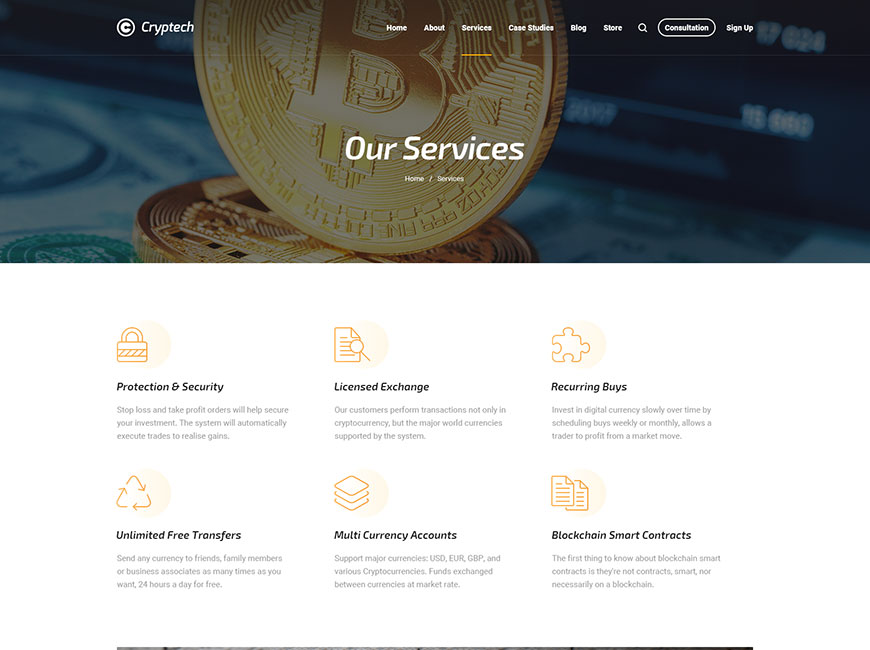 Cryptech
Home About Services Case Studies Blog Store Consultation Sign Up
Our Services
Home / Services
Protection & Security
Stop loss and take profit orders will help secure
your investment. The system will automatically
execute trades to realise gains.
Licensed Exchange
Our customers perform transactions not only in
cryptocurrency, but the major world currencies
supported by the system.
Recurring Buys
Invest in digital currency slowly over time by
scheduling buys weekly or monthly, allows a
trader to profit from a market move.
Unlimited Free Transfers
Send any currency to friends, family members
or business associates as many times as you
want, 24 hours a day for free.
Multi Currency Accounts
Support major currencies: USD, EUR, GBP, and
various Cryptocurrencies. Funds exchanged
between currencies at market rate.
Blockchain Smart Contracts
The first thing to know about blockchain smart
contracts is they're not contracts, smart, nor
necessarily on a blockchain.